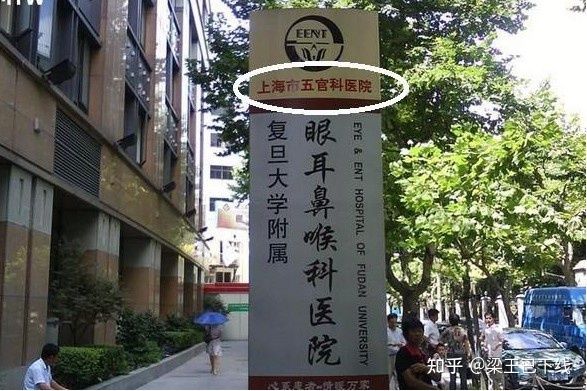 EENT
上海市五官科医院
复旦大学附属
眼耳鼻喉科医院
EYE & ENT HOSPITAL OF FUDAN UNIVERSITY
知乎 @梁王已下线